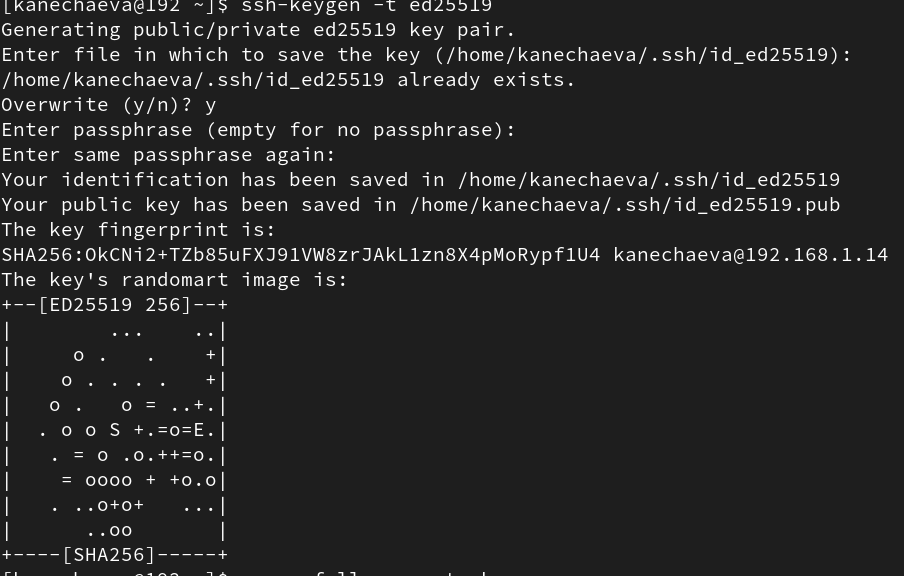 [kanechaeva@192 ~]$ ssh-keygen -t ed25519
Generating public/private ed25519 key pair.
Enter file in which to save the key (/home/kanechaeva/.ssh/id_ed25519):
/home/kanechaeva/.ssh/id_ed25519 already exists.
Overwrite (y/n)? y
Enter passphrase (empty for no passphrase):
Enter same passphrase again:
Your identification has been saved in /home/kanechaeva/.ssh/id_ed25519
Your public key has been saved in /home/kanechaeva/.ssh/id_ed25519.pub
The key fingerprint is:
SHA256:OkCNi2+TZb85uFXJ91VW8zrJAkL1zn8X4pMoRypf1U4 kanechaeva@192.168.1.14
The key's randomart image is:
+--[ED25519 256]--+
|        ...    ..|
|     o .   .    +|
|    o . . . .   +|
|   o .   o = ..+.|
|  . o o S +.=o=E.|
|   . = o .o.++=o.|
|    = oooo + +o.o|
|   . ..o+o+   ...|
|      ..oo       |
+----[SHA256]-----+